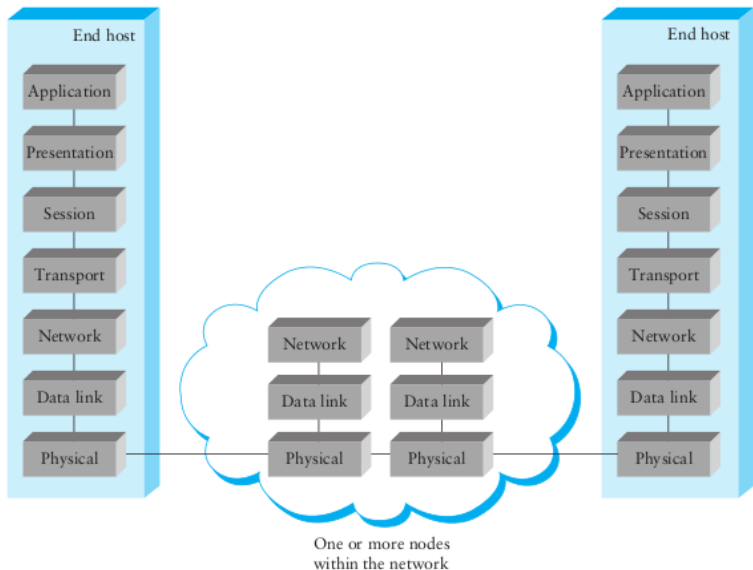 End host
Application
Presentation
Session
Transport
Network
Data link
Physical
Network
Data link
Physical
Network
Data link
Physical
One or more nodes
within the network
End host
Application
Presentation
Session
Transport
Network
Data link
Physical